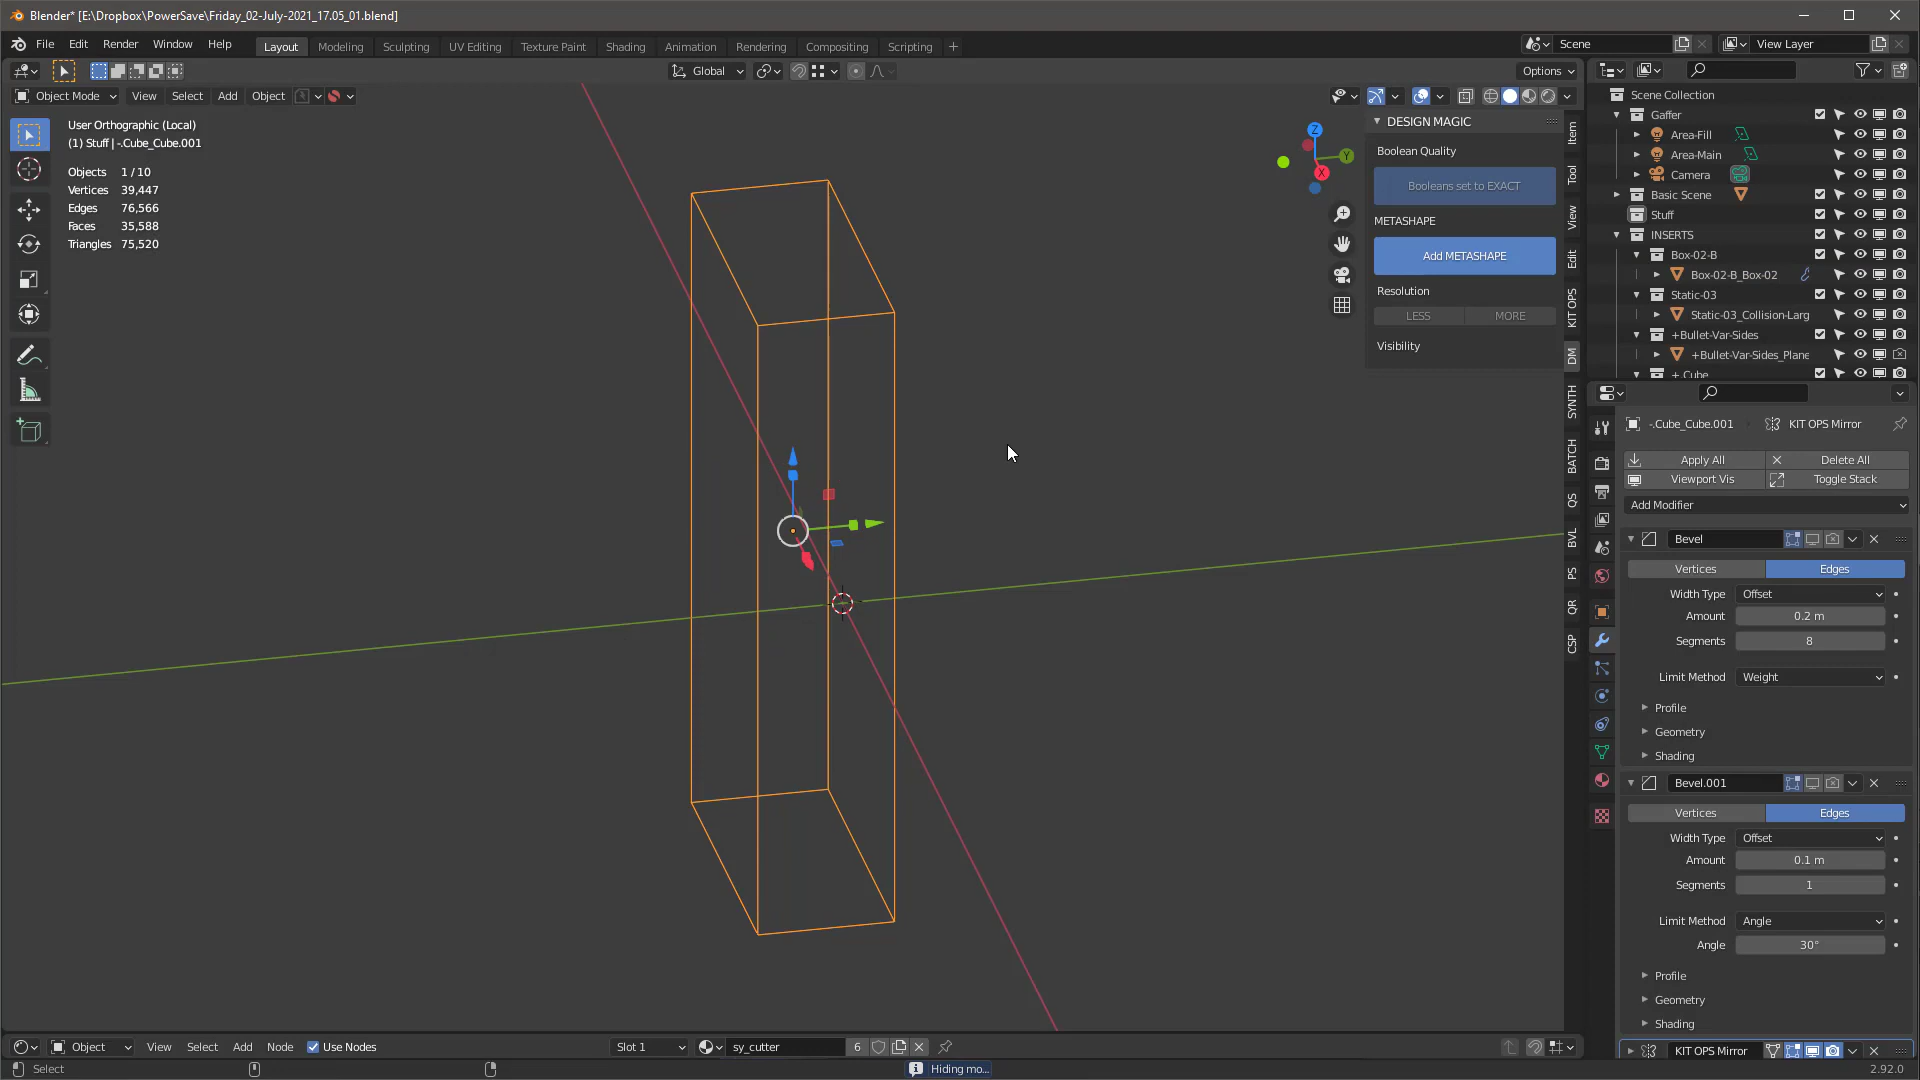 Blender* [E:\Dropbox\PowerSave\Friday_02-July-2021_17.05_01.blend]
File Edit Render Window Help Layout Modeling Sculpting UV Editing Texture Paint Shading Animation Rendering Compositing Scripting + Scene View Layer
Global Options
Object Mode View Select Add Object
User Orthographic (Local)
(1) Stuff | -.Cube_Cube.001
Objects 1 / 10
Vertices 39,447
Edges 76,566
Faces 35,588
Triangles 75,520
Z
Y
X
DESIGN MAGIC
Boolean Quality
Booleans set to EXACT
METASHAPE
Add METASHAPE
Resolution
LESS MORE
Visibility
Item
Tool
View
Edit
KIT OPS
DM
SYNTH
BATCH
QS
BVL
PS
QR
CSP
Scene Collection
Gaffer
Area-Fill
Area-Main
Camera
Basic Scene
Stuff
INSERTS
Box-02-B
Box-02-B_Box-02
Static-03
Static-03_Collision-Larg
+Bullet-Var-Sides
+Bullet-Var-Sides_Plane
+.Cube
-.Cube_Cube.001 KIT OPS Mirror
Apply All Delete All
Viewport Vis Toggle Stack
Add Modifier
Bevel
Vertices Edges
Width Type Offset
Amount 0.2 m
Segments 8
Limit Method Weight
Profile
Geometry
Shading
Bevel.001
Vertices Edges
Width Type Offset
Amount 0.1 m
Segments 1
Limit Method Angle
Angle 30°
Profile
Geometry
Shading
KIT OPS Mirror
Object View Select Add Node Use Nodes Slot 1 sy_cutter 6
Select Hiding mo... 2.92.0